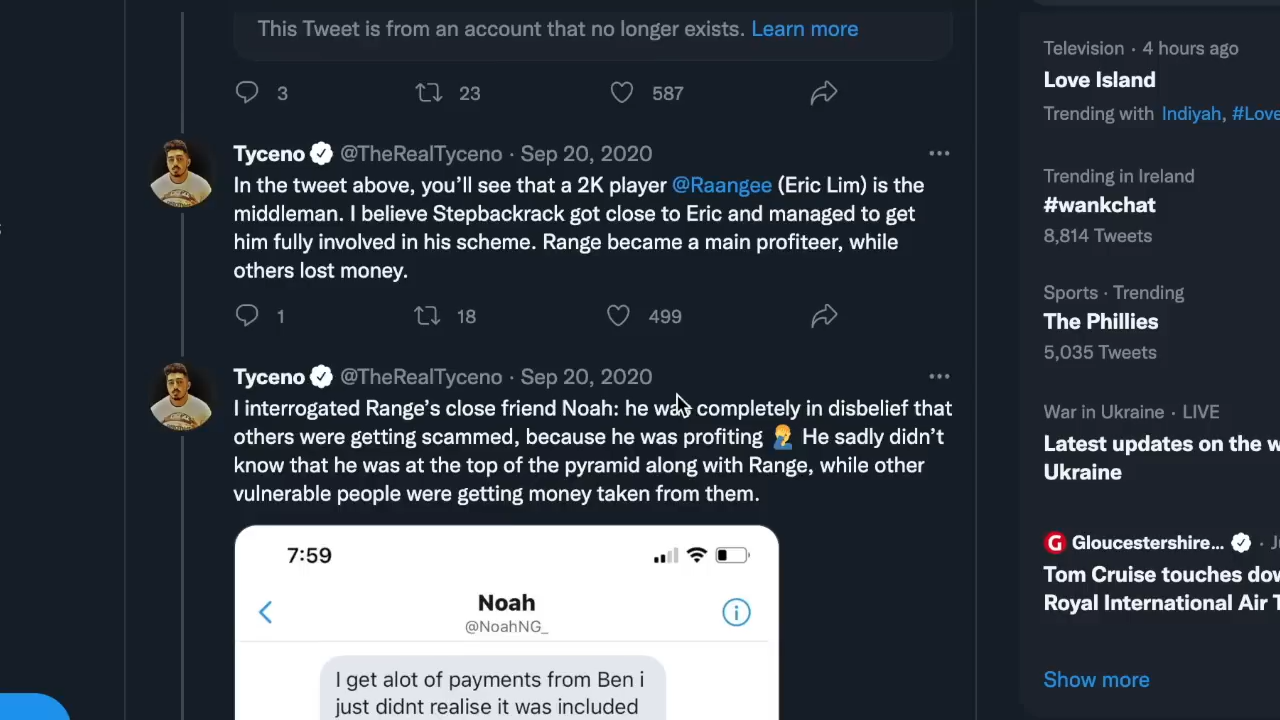 This Tweet is from an account that no longer exists. Learn more
3 23 587
Tyceno @TheRealTyceno · Sep 20, 2020
In the tweet above, you'll see that a 2K player @Raangee (Eric Lim) is the
middleman. I believe Stepbackrack got close to Eric and managed to get
him fully involved in his scheme. Range became a main profiteer, while
others lost money.
1 18 499
Tyceno @TheRealTyceno · Sep 20, 2020
I interrogated Range's close friend Noah: he was completely in disbelief that
others were getting scammed, because he was profiting 🤦‍♂️ He sadly didn't
know that he was at the top of the pyramid along with Range, while other
vulnerable people were getting money taken from them.
7:59
Noah
@NoahNG_
I get alot of payments from Ben i
just didnt realise it was included
Television · 4 hours ago
Love Island
Trending with Indiyah, #Love
Trending in Ireland
#wankchat
8,814 Tweets
Sports · Trending
The Phillies
5,035 Tweets
War in Ukraine · LIVE
Latest updates on the w
Ukraine
G Gloucestershire... ·
Tom Cruise touches dow
Royal International Air T
Show more